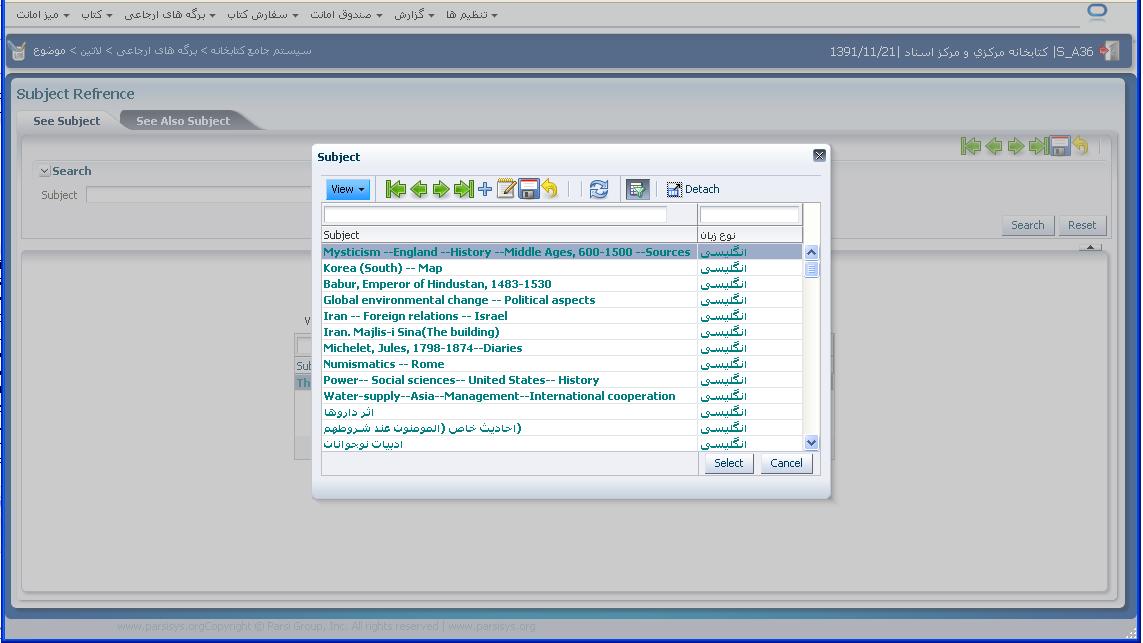 میز امانت کتاب برگه های ارجاعی سفارش کتاب صندوق امانت گزارش تنظیم ها
سیستم جامع کتابخانه > برگه های ارجاعی > لاتین > موضوع
S_A36| کتابخانه مرکزي و مرکز اسناد |1391/11/21
Subject Refrence
See Subject See Also Subject
Search
Subject
Search Reset
Subject
View Detach
Subject نوع زبان
Mysticism --England --History --Middle Ages, 600-1500 --Sources انگلیسی
Korea (South) -- Map انگلیسی
Babur, Emperor of Hindustan, 1483-1530 انگلیسی
Global environmental change -- Political aspects انگلیسی
Iran -- Foreign relations -- Israel انگلیسی
Iran. Majlis-i Sina(The building) انگلیسی
Michelet, Jules, 1798-1874--Diaries انگلیسی
Numismatics -- Rome انگلیسی
Power-- Social sciences-- United States-- History انگلیسی
Water-supply--Asia--Management--International cooperation انگلیسی
اثر داروها انگلیسی
احادیث خاص (المومنون عند شروطهم) انگلیسی
ادبیات نوجوانان انگلیسی
Select Cancel
www.parsisys.orgCopyright © Parsi Group, Inc. All rights reserved | www.parsisys.org